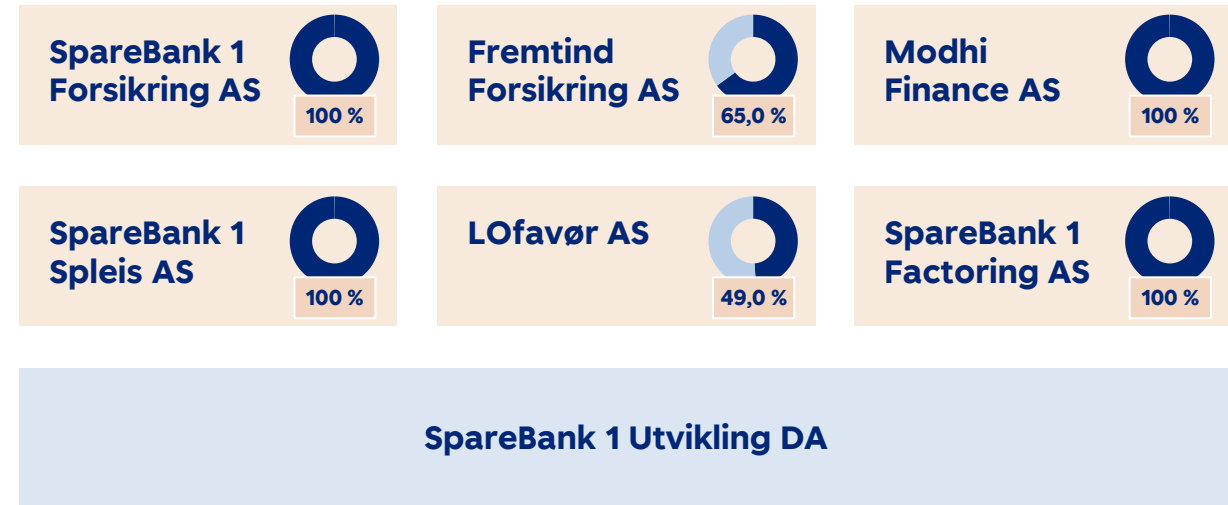 SpareBank 1
Forsikring AS
100 %
Fremtind
Forsikring AS
65,0 %
Modhi
Finance AS
100 %
SpareBank 1
Spleis AS
100 %
LOfavør AS
49,0 %
SpareBank 1
Factoring AS
100 %
SpareBank 1 Utvikling DA